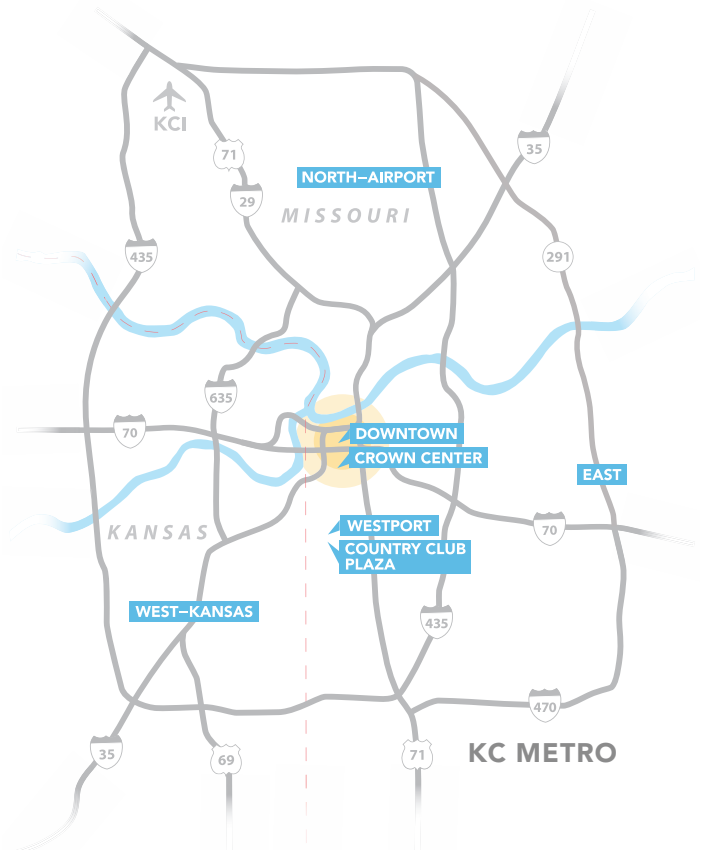 KCI
35
71
NORTH–AIRPORT
29
MISSOURI
435
291
635
70
DOWNTOWN
CROWN CENTER
EAST
WESTPORT
70
KANSAS
COUNTRY CLUB
PLAZA
WEST–KANSAS
435
470
35
69
71
KC METRO